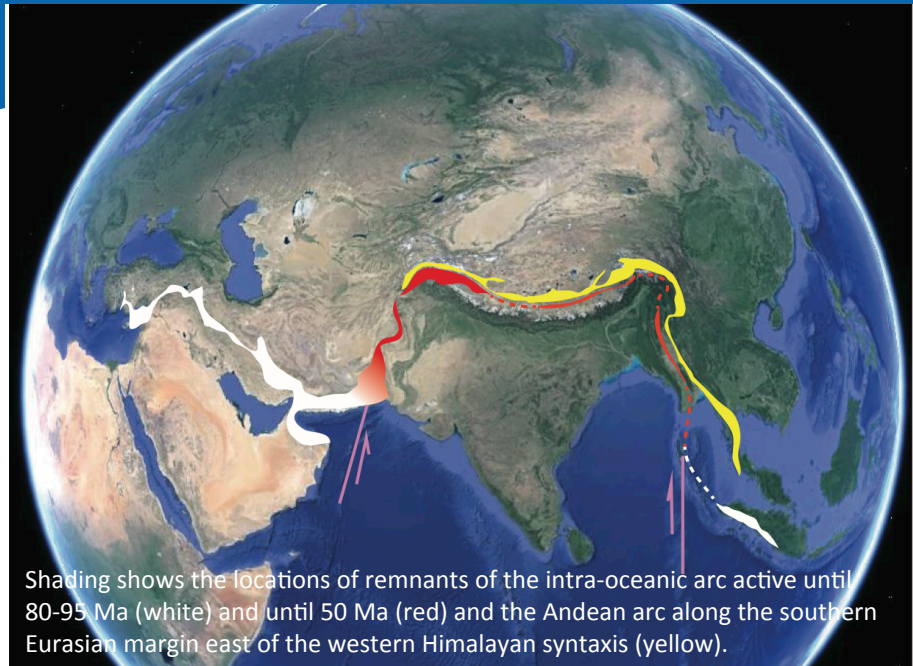 Shading shows the locations of remnants of the intra-oceanic arc active until
80-95 Ma (white) and until 50 Ma (red) and the Andean arc along the southern
Eurasian margin east of the western Himalayan syntaxis (yellow).